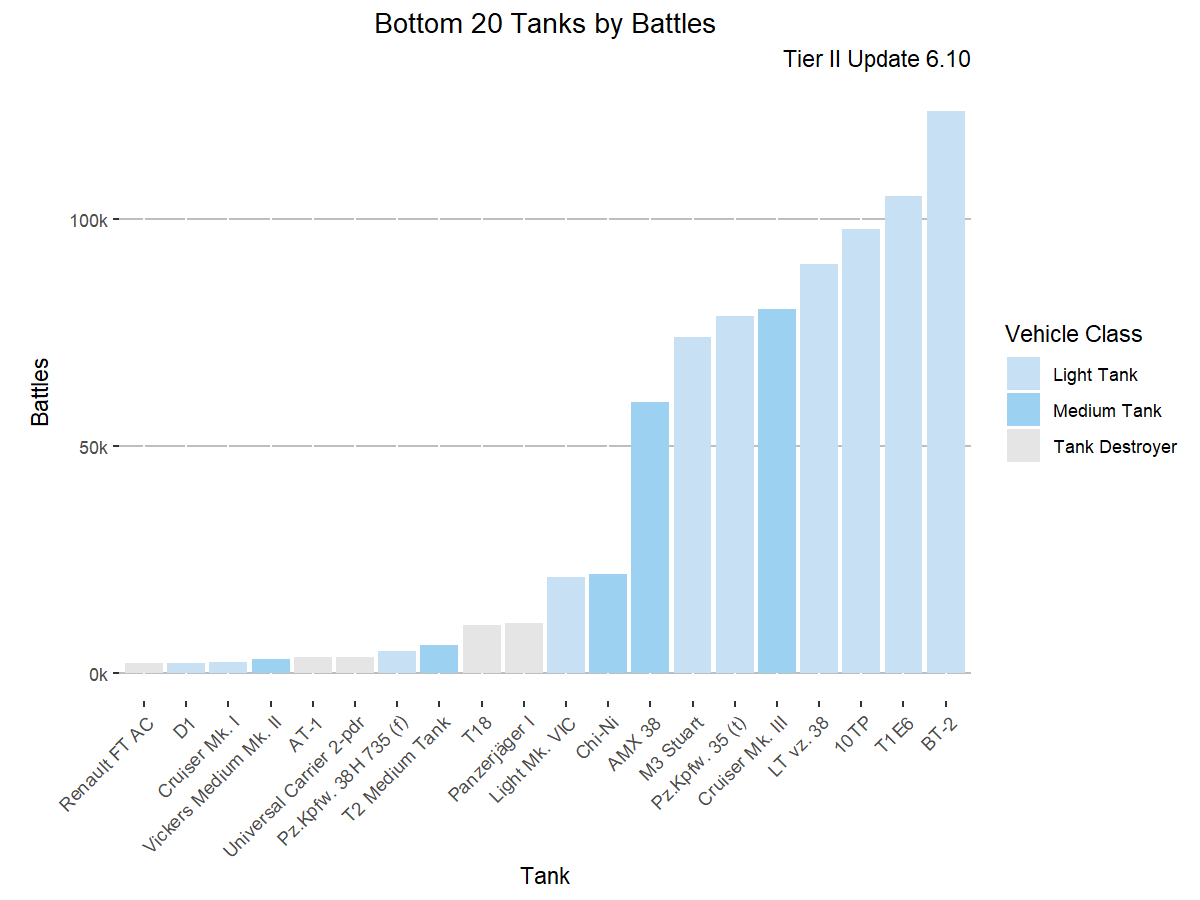 Bottom 20 Tanks by Battles
Tier II Update 6.10
Battles
100k
50k
0k
Renault FT AC
D1
Cruiser Mk. I
Vickers Medium Mk. II
AT-1
Universal Carrier 2-pdr
Pz.Kpfw. 38H 735 (f)
T2 Medium Tank
T18
Panzerjäger I
Light Mk. VIC
Chi-Ni
AMX 38
M3 Stuart
Pz.Kpfw. 35 (t)
Cruiser Mk. III
LT vz. 38
10TP
T1E6
BT-2
Tank
Vehicle Class
Light Tank
Medium Tank
Tank Destroyer